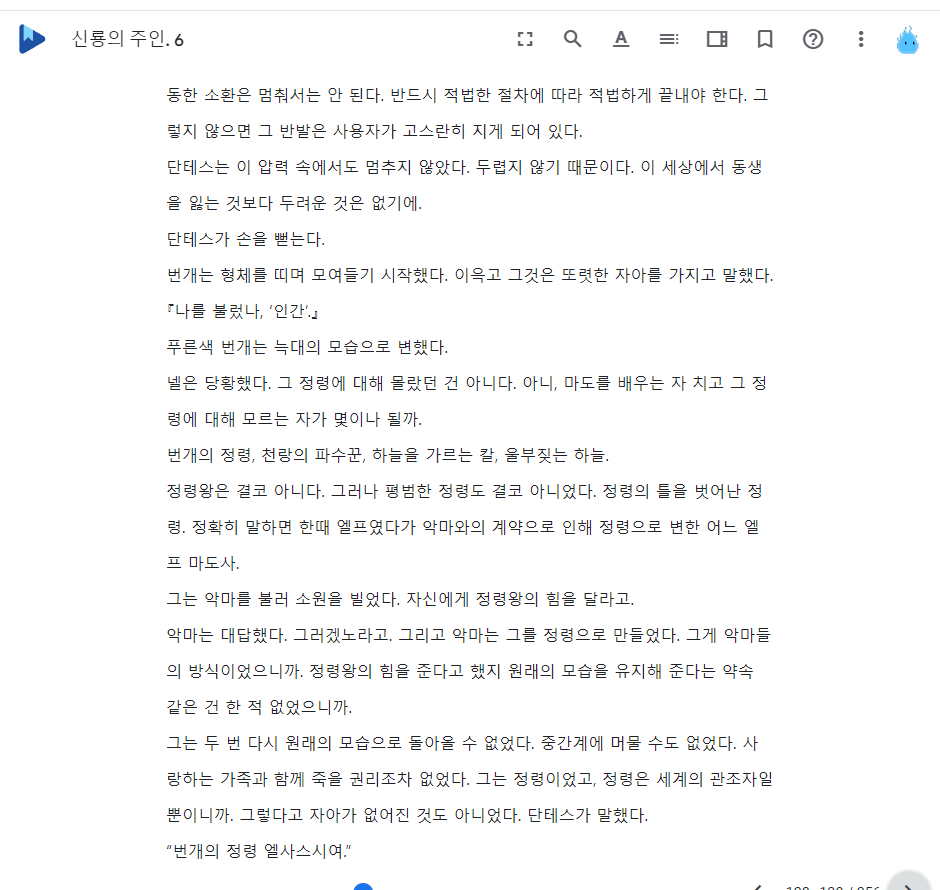 신룡의 주인. 6
동한 소환은 멈춰서는 안 된다. 반드시 적법한 절차에 따라 적법하게 끝내야 한다. 그
렇지 않으면 그 반발은 사용자가 고스란히 지게 되어 있다.
단테스는 이 압력 속에서도 멈추지 않았다. 두렵지 않기 때문이다. 이 세상에서 동생
을 잃는 것보다 두려운 것은 없기에.
단테스가 손을 뻗는다.
번개는 형체를 띠며 모여들기 시작했다. 이윽고 그것은 또렷한 자아를 가지고 말했다.
『나를 불렀나, ‘인간’.』
푸른색 번개는 늑대의 모습으로 변했다.
넬은 당황했다. 그 정령에 대해 몰랐던 건 아니다. 아니, 마도를 배우는 자 치고 그 정
령에 대해 모르는 자가 몇이나 될까.
번개의 정령, 천랑의 파수꾼, 하늘을 가르는 칼, 울부짖는 하늘.
정령왕은 결코 아니다. 그러나 평범한 정령도 결코 아니었다. 정령의 틀을 벗어난 정
령. 정확히 말하면 한때 엘프였다가 악마와의 계약으로 인해 정령으로 변한 어느 엘
프 마도사.
그는 악마를 불러 소원을 빌었다. 자신에게 정령왕의 힘을 달라고.
악마는 대답했다. 그러겠노라고. 그리고 악마는 그를 정령으로 만들었다. 그게 악마들
의 방식이었으니까. 정령왕의 힘을 준다고 했지 원래의 모습을 유지해 준다는 약속
같은 건 한 적 없었으니까.
그는 두 번 다시 원래의 모습으로 돌아올 수 없었다. 중간계에 머물 수도 없었다. 사
랑하는 가족과 함께 죽을 권리조차 없었다. 그는 정령이었고, 정령은 세계의 관조자일
뿐이니까. 그렇다고 자아가 없어진 것도 아니었다. 단테스가 말했다.
“번개의 정령 엘사스시여.”